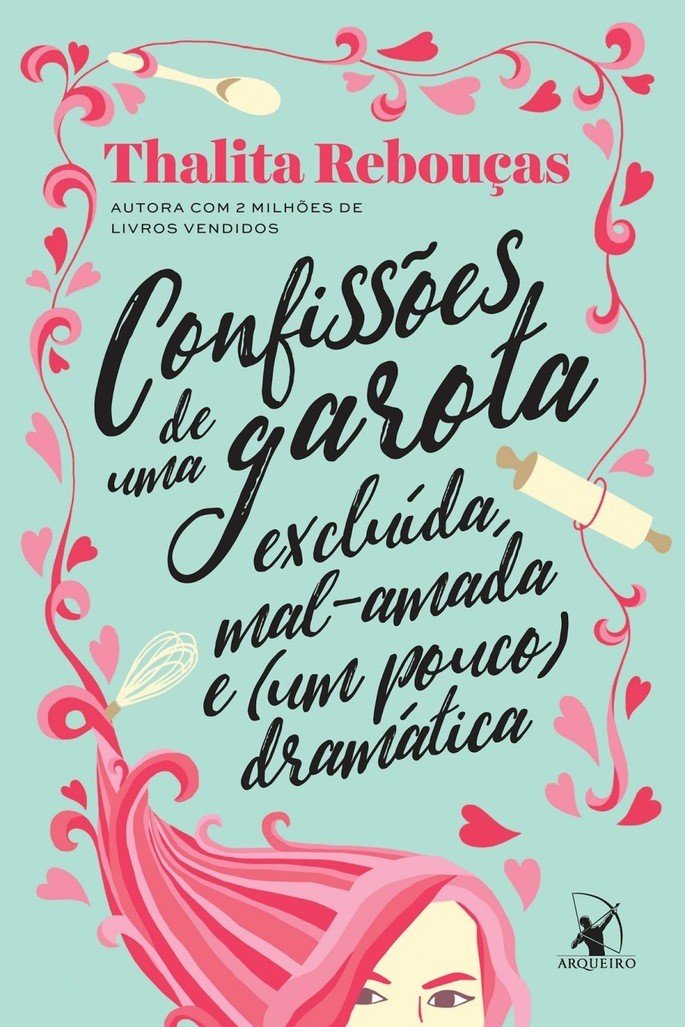 Thalita Rebouças
AUTORA COM 2 MILHÕES DE
LIVROS VENDIDOS
Confissões
de uma garota
excluída,
mal-amada
e (um pouco)
dramática
ARQUEIRO